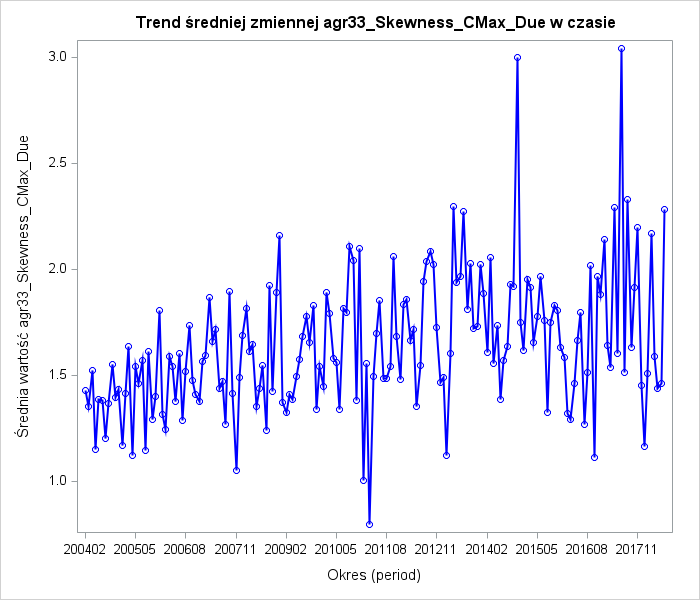 Trend średniej zmiennej agr33_Skewness_CMax_Due w czasie
Średnia wartość agr33_Skewness_CMax_Due
3.0
2.5
2.0
1.5
1.0
200402 200505 200608 200711 200902 201005 201108 201211 201402 201505 201608 201711
Okres (period)